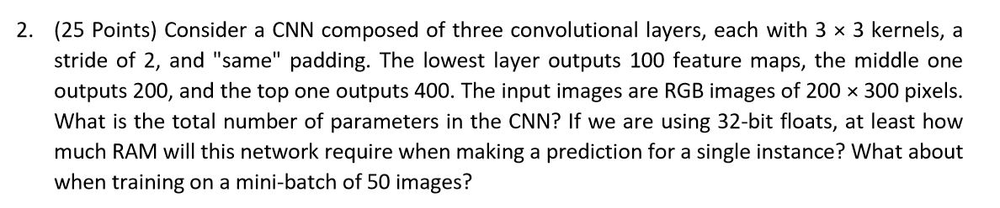 2. (25 Points) Consider a CNN composed of three convolutional layers, each with 3 × 3 kernels, a
stride of 2, and "same" padding. The lowest layer outputs 100 feature maps, the middle one
outputs 200, and the top one outputs 400. The input images are RGB images of 200 × 300 pixels.
What is the total number of parameters in the CNN? If we are using 32-bit floats, at least how
much RAM will this network require when making a prediction for a single instance? What about
when training on a mini-batch of 50 images?